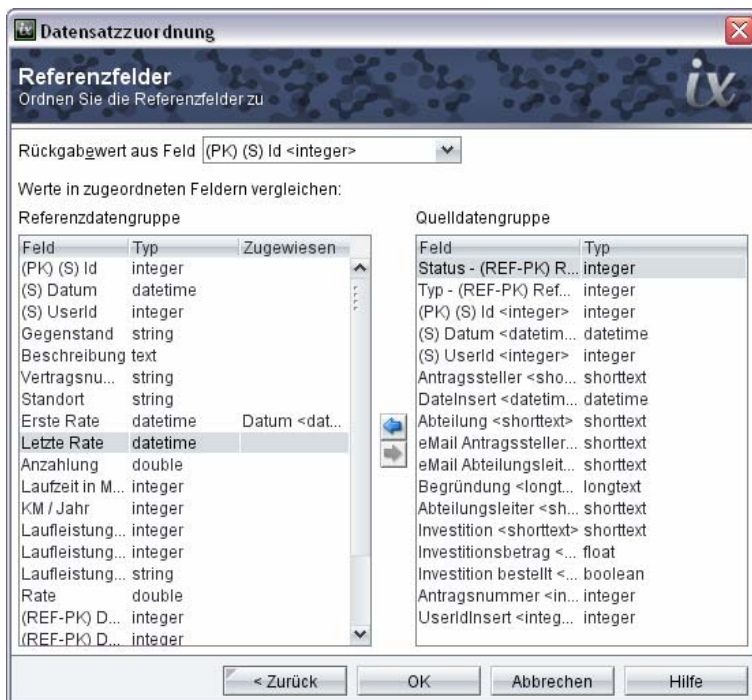 ix Datensatzzuordnung
Referenzfelder
Ordnen Sie die Referenzfelder zu
ix
Rückgabewert aus Feld (PK) (S) Id <integer>
Werte in zugeordneten Feldern vergleichen:
Referenzdatengruppe
Feld Typ Zugewiesen
(PK) (S) Id integer
(S) Datum datetime
(S) UserId integer
Gegenstand string
Beschreibung text
Vertragsnu... string
Standort string
Erste Rate datetime Datum <dat...
Letzte Rate datetime
Anzahlung double
Laufzeit in M... integer
KM / Jahr integer
Laufleistung... integer
Laufleistung... integer
Laufleistung... string
Rate double
(REF-PK) D... integer
(REF-PK) D... integer
Quelldatengruppe
Feld Typ
Status - (REF-PK) R... integer
Typ - (REF-PK) Ref... integer
(PK) (S) Id <integer> integer
(S) Datum <datetim... datetime
(S) UserId <integer> integer
Antragssteller <sho... shorttext
DateInsert <datetim... datetime
Abteilung <shorttext> shorttext
eMail Antragssteller... shorttext
eMail Abteilungsleit... shorttext
Begründung <longt... longtext
Abteilungsleiter <sh... shorttext
Investition <shorttext> shorttext
Investitionsbetrag <... float
Investition bestellt <... boolean
Antragsnummer <in... integer
UserIdInsert <integ... integer
< Zurück OK Abbrechen Hilfe